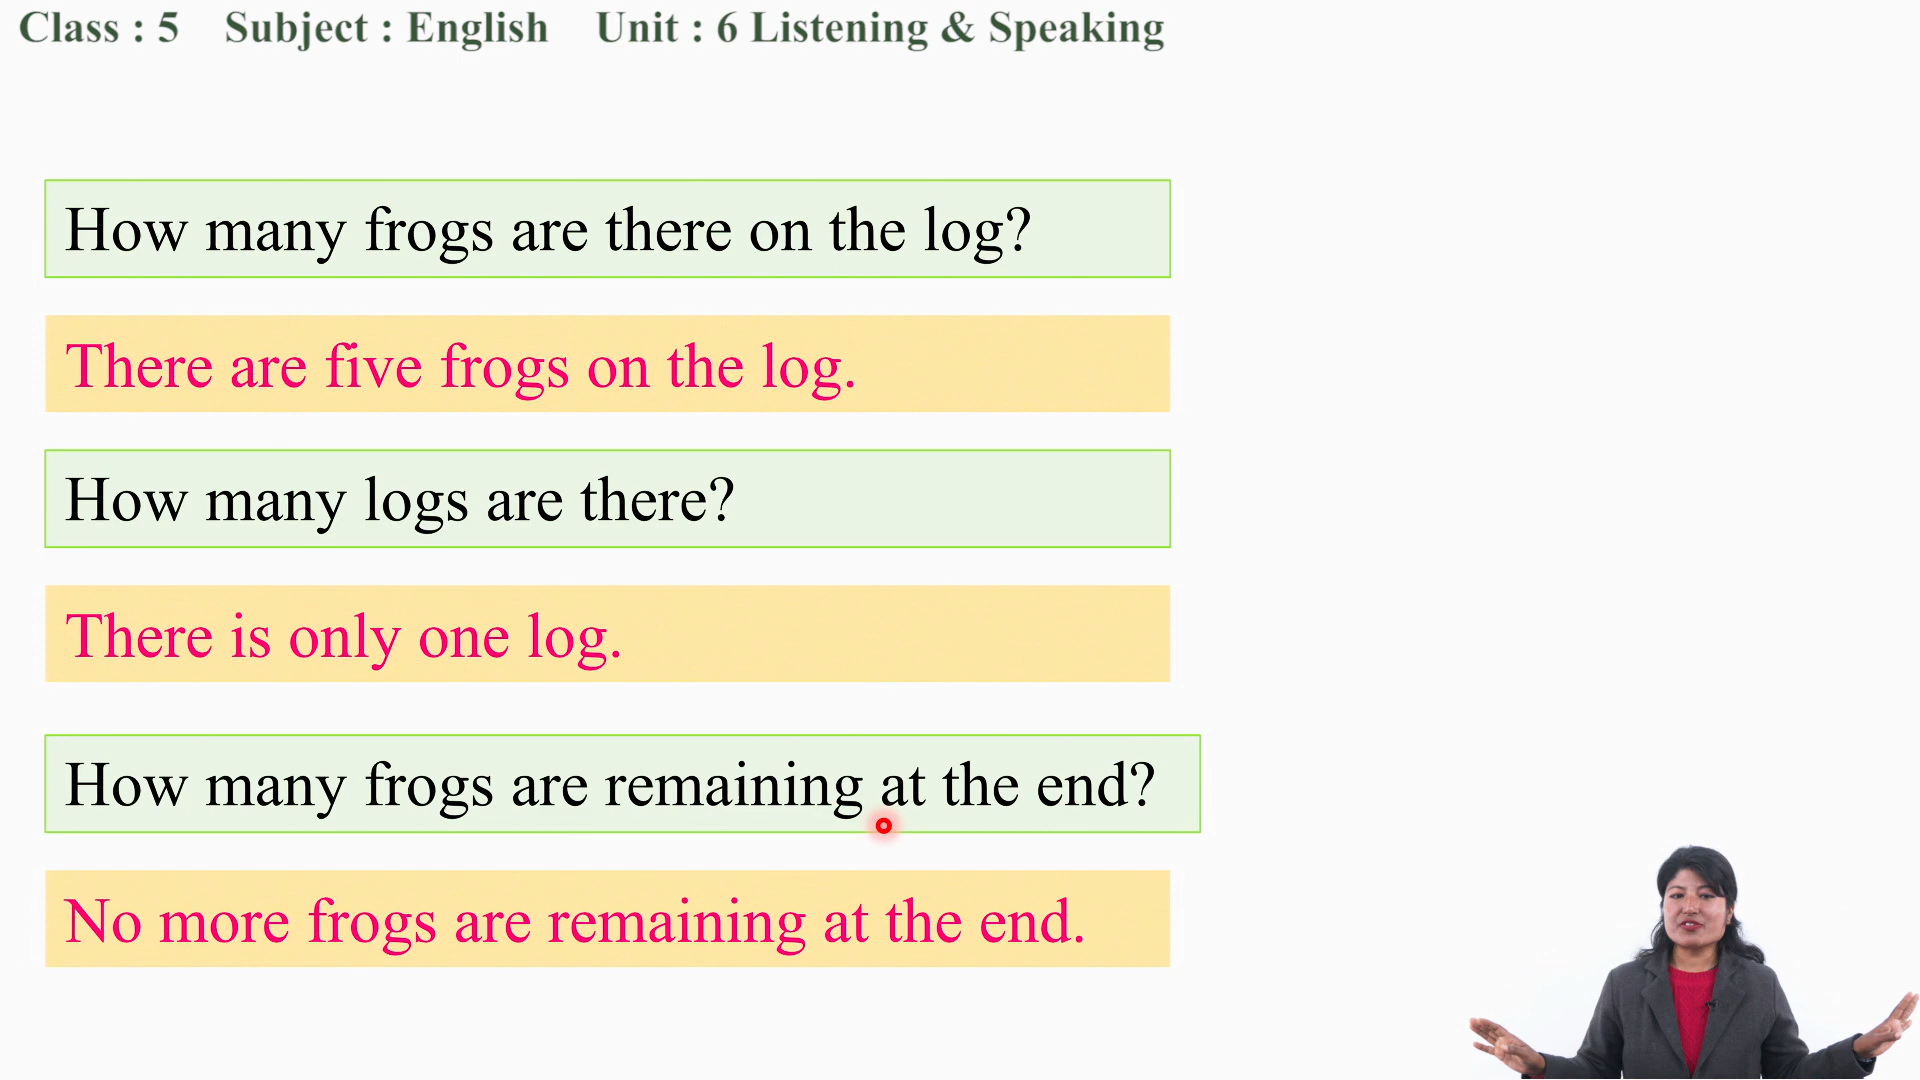 Class : 5 Subject : English Unit : 6 Listening & Speaking
How many frogs are there on the log?
There are five frogs on the log.
How many logs are there?
There is only one log.
How many frogs are remaining at the end?
No more frogs are remaining at the end.